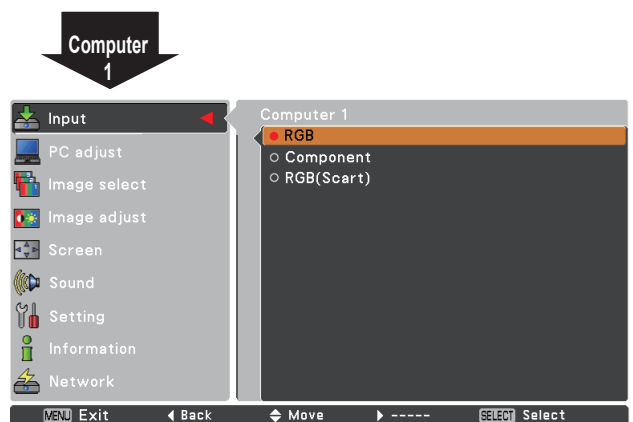 Computer
1
Input
PC adjust
Image select
Image adjust
Screen
Sound
Setting
Information
Network
Computer 1
RGB
Component
RGB(Scart)
MENU Exit Back Move ----- SELECT Select